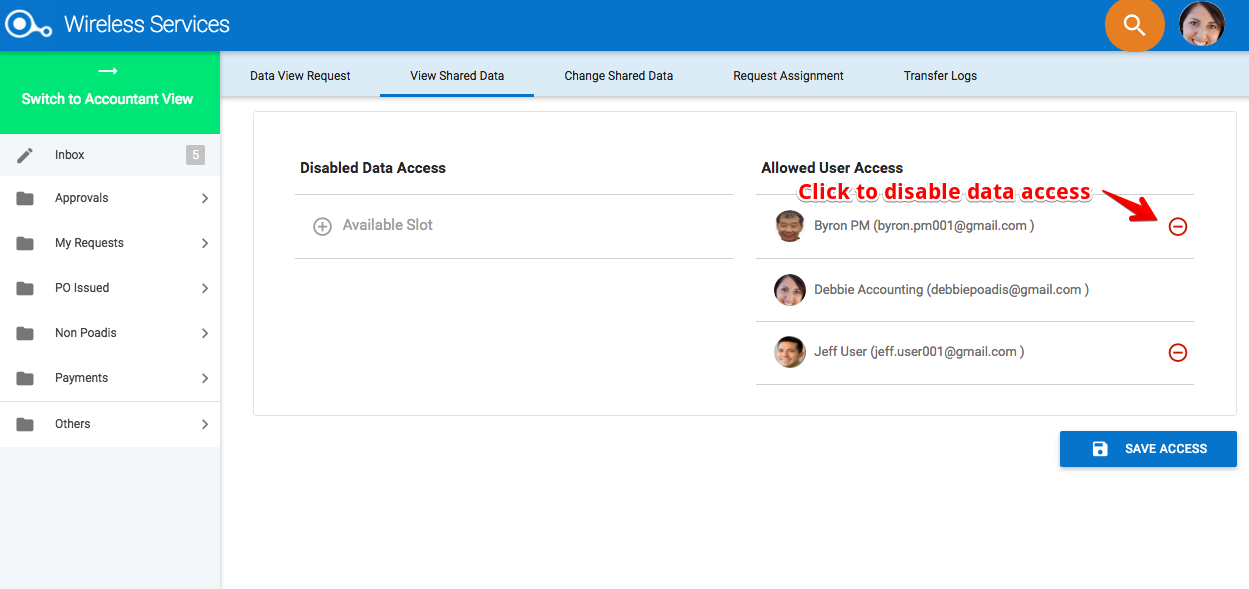 Wireless Services
Switch to Accountant View
Data View Request
View Shared Data
Change Shared Data
Request Assignment
Transfer Logs
Inbox 5
Approvals
My Requests
PO Issued
Non Poadis
Payments
Others
Disabled Data Access
Available Slot
Allowed User Access
Click to disable data access
Byron PM (byron.pm001@gmail.com )
Debbie Accounting (debbiepoadis@gmail.com )
Jeff User (jeff.user001@gmail.com )
SAVE ACCESS